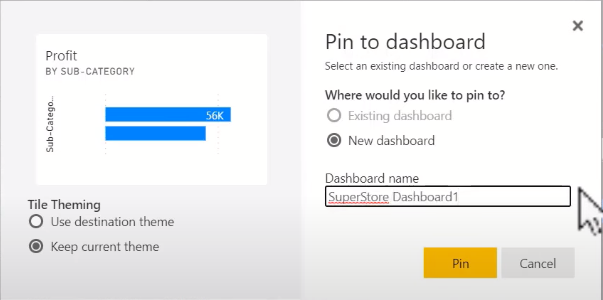 Profit
BY SUB-CATEGORY
Sub-Catego...
56K
Tile Theming
Use destination theme
Keep current theme
Pin to dashboard
Select an existing dashboard or create a new one.
Where would you like to pin to?
Existing dashboard
New dashboard
Dashboard name
SuperStore Dashboard1
Pin
Cancel